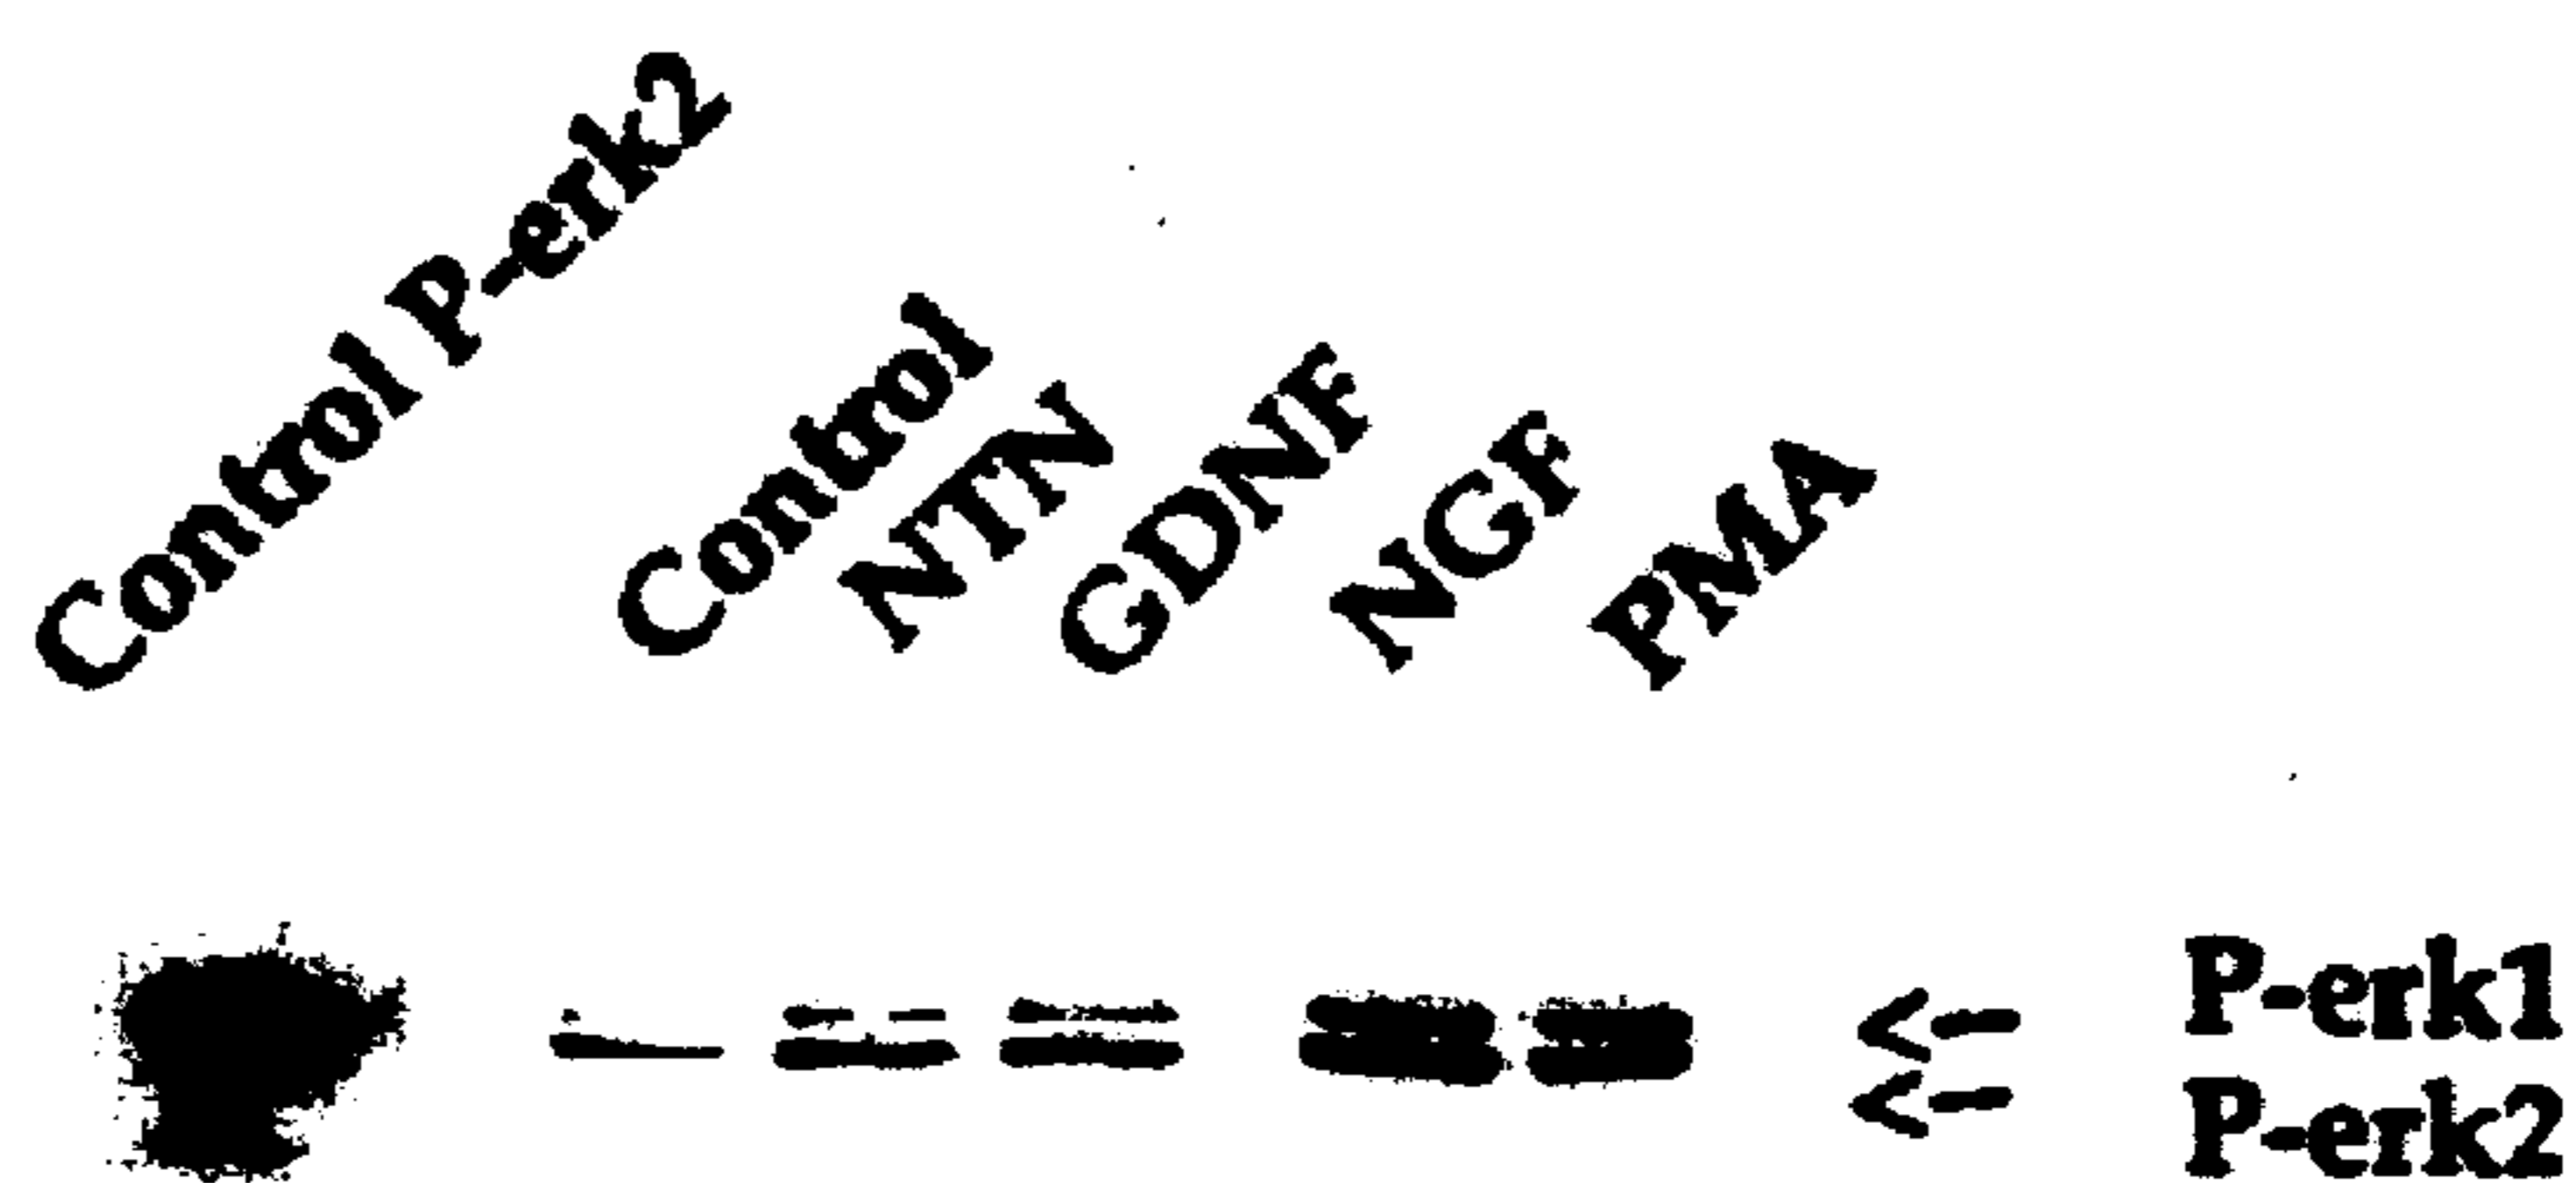 Control P-erk2
Control
NTN
GDNF
NGF
PMA
P-erk1
P-erk2